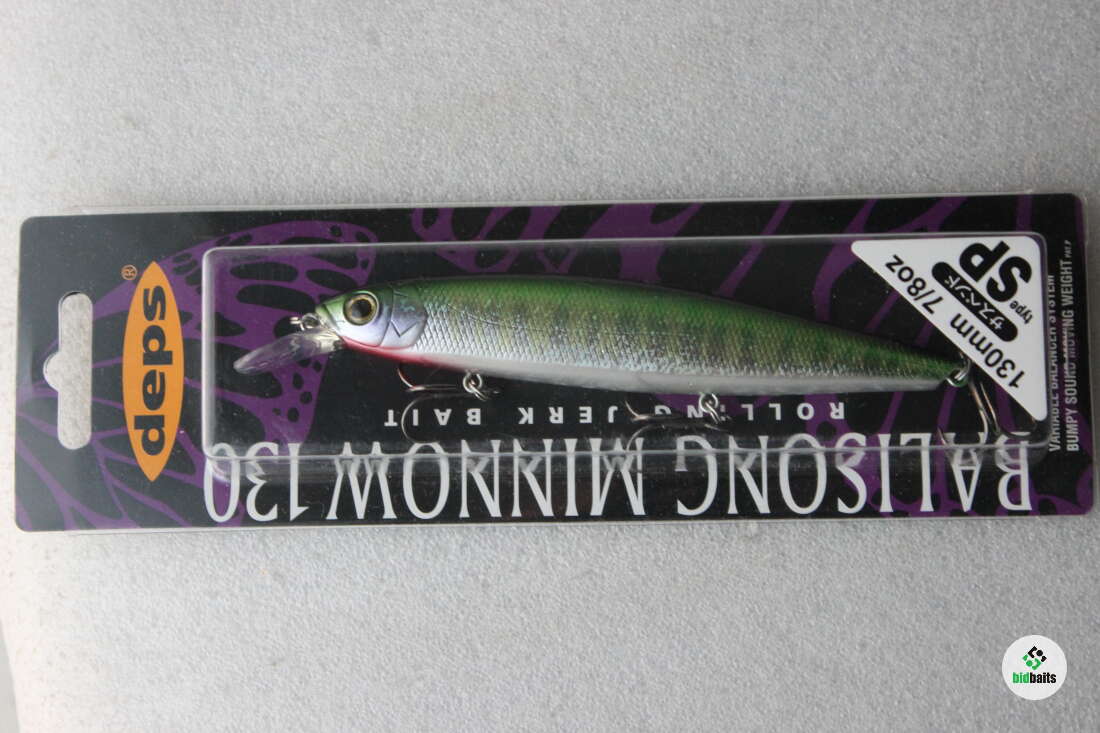 deps®
BALISONG MINNOW 130
ROLLING JERK BAIT
type SP
サスペンド
130mm 7/8oz
VARIABLE BALANCER SYSTEM
BUMPY SOUND MOVING WEIGHT PAT.P
bidbaits